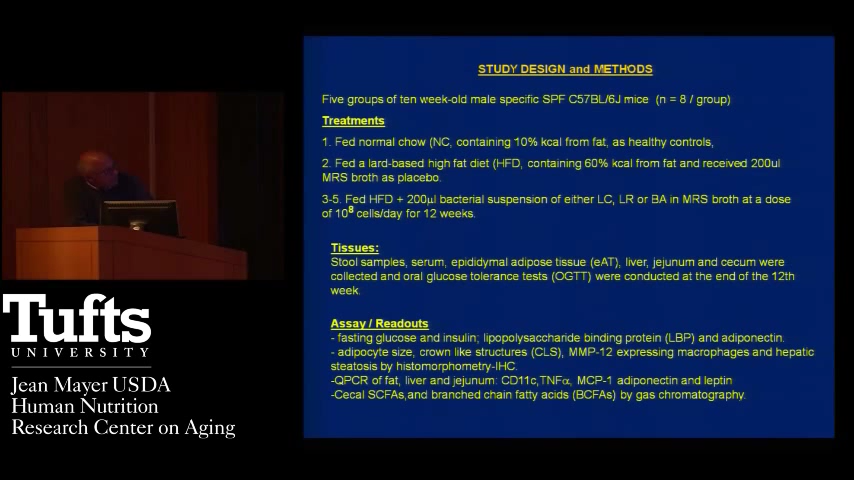 STUDY DESIGN and METHODS
Five groups of ten week-old male specific SPF C57BL/6J mice (n = 8 / group)
Treatments
1. Fed normal chow (NC, containing 10% kcal from fat, as healthy controls,
2. Fed a lard-based high fat diet (HFD, containing 60% kcal from fat and received 200ul
MRS broth as placebo.
3-5. Fed HFD + 200µl bacterial suspension of either LC, LR or BA in MRS broth at a dose
of 10⁸ cells/day for 12 weeks.
Tissues:
Stool samples, serum, epididymal adipose tissue (eAT), liver, jejunum and cecum were
collected and oral glucose tolerance tests (OGTT) were conducted at the end of the 12th
week.
Assay / Readouts
- fasting glucose and insulin; lipopolysaccharide binding protein (LBP) and adiponectin.
- adipocyte size, crown like structures (CLS), MMP-12 expressing macrophages and hepatic
steatosis by histomorphometry-IHC.
-QPCR of fat, liver and jejunum: CD11c,TNFα, MCP-1 adiponectin and leptin
-Cecal SCFAs,and branched chain fatty acids (BCFAs) by gas chromatography.
Tufts
UNIVERSITY
Jean Mayer USDA
Human Nutrition
Research Center on Aging